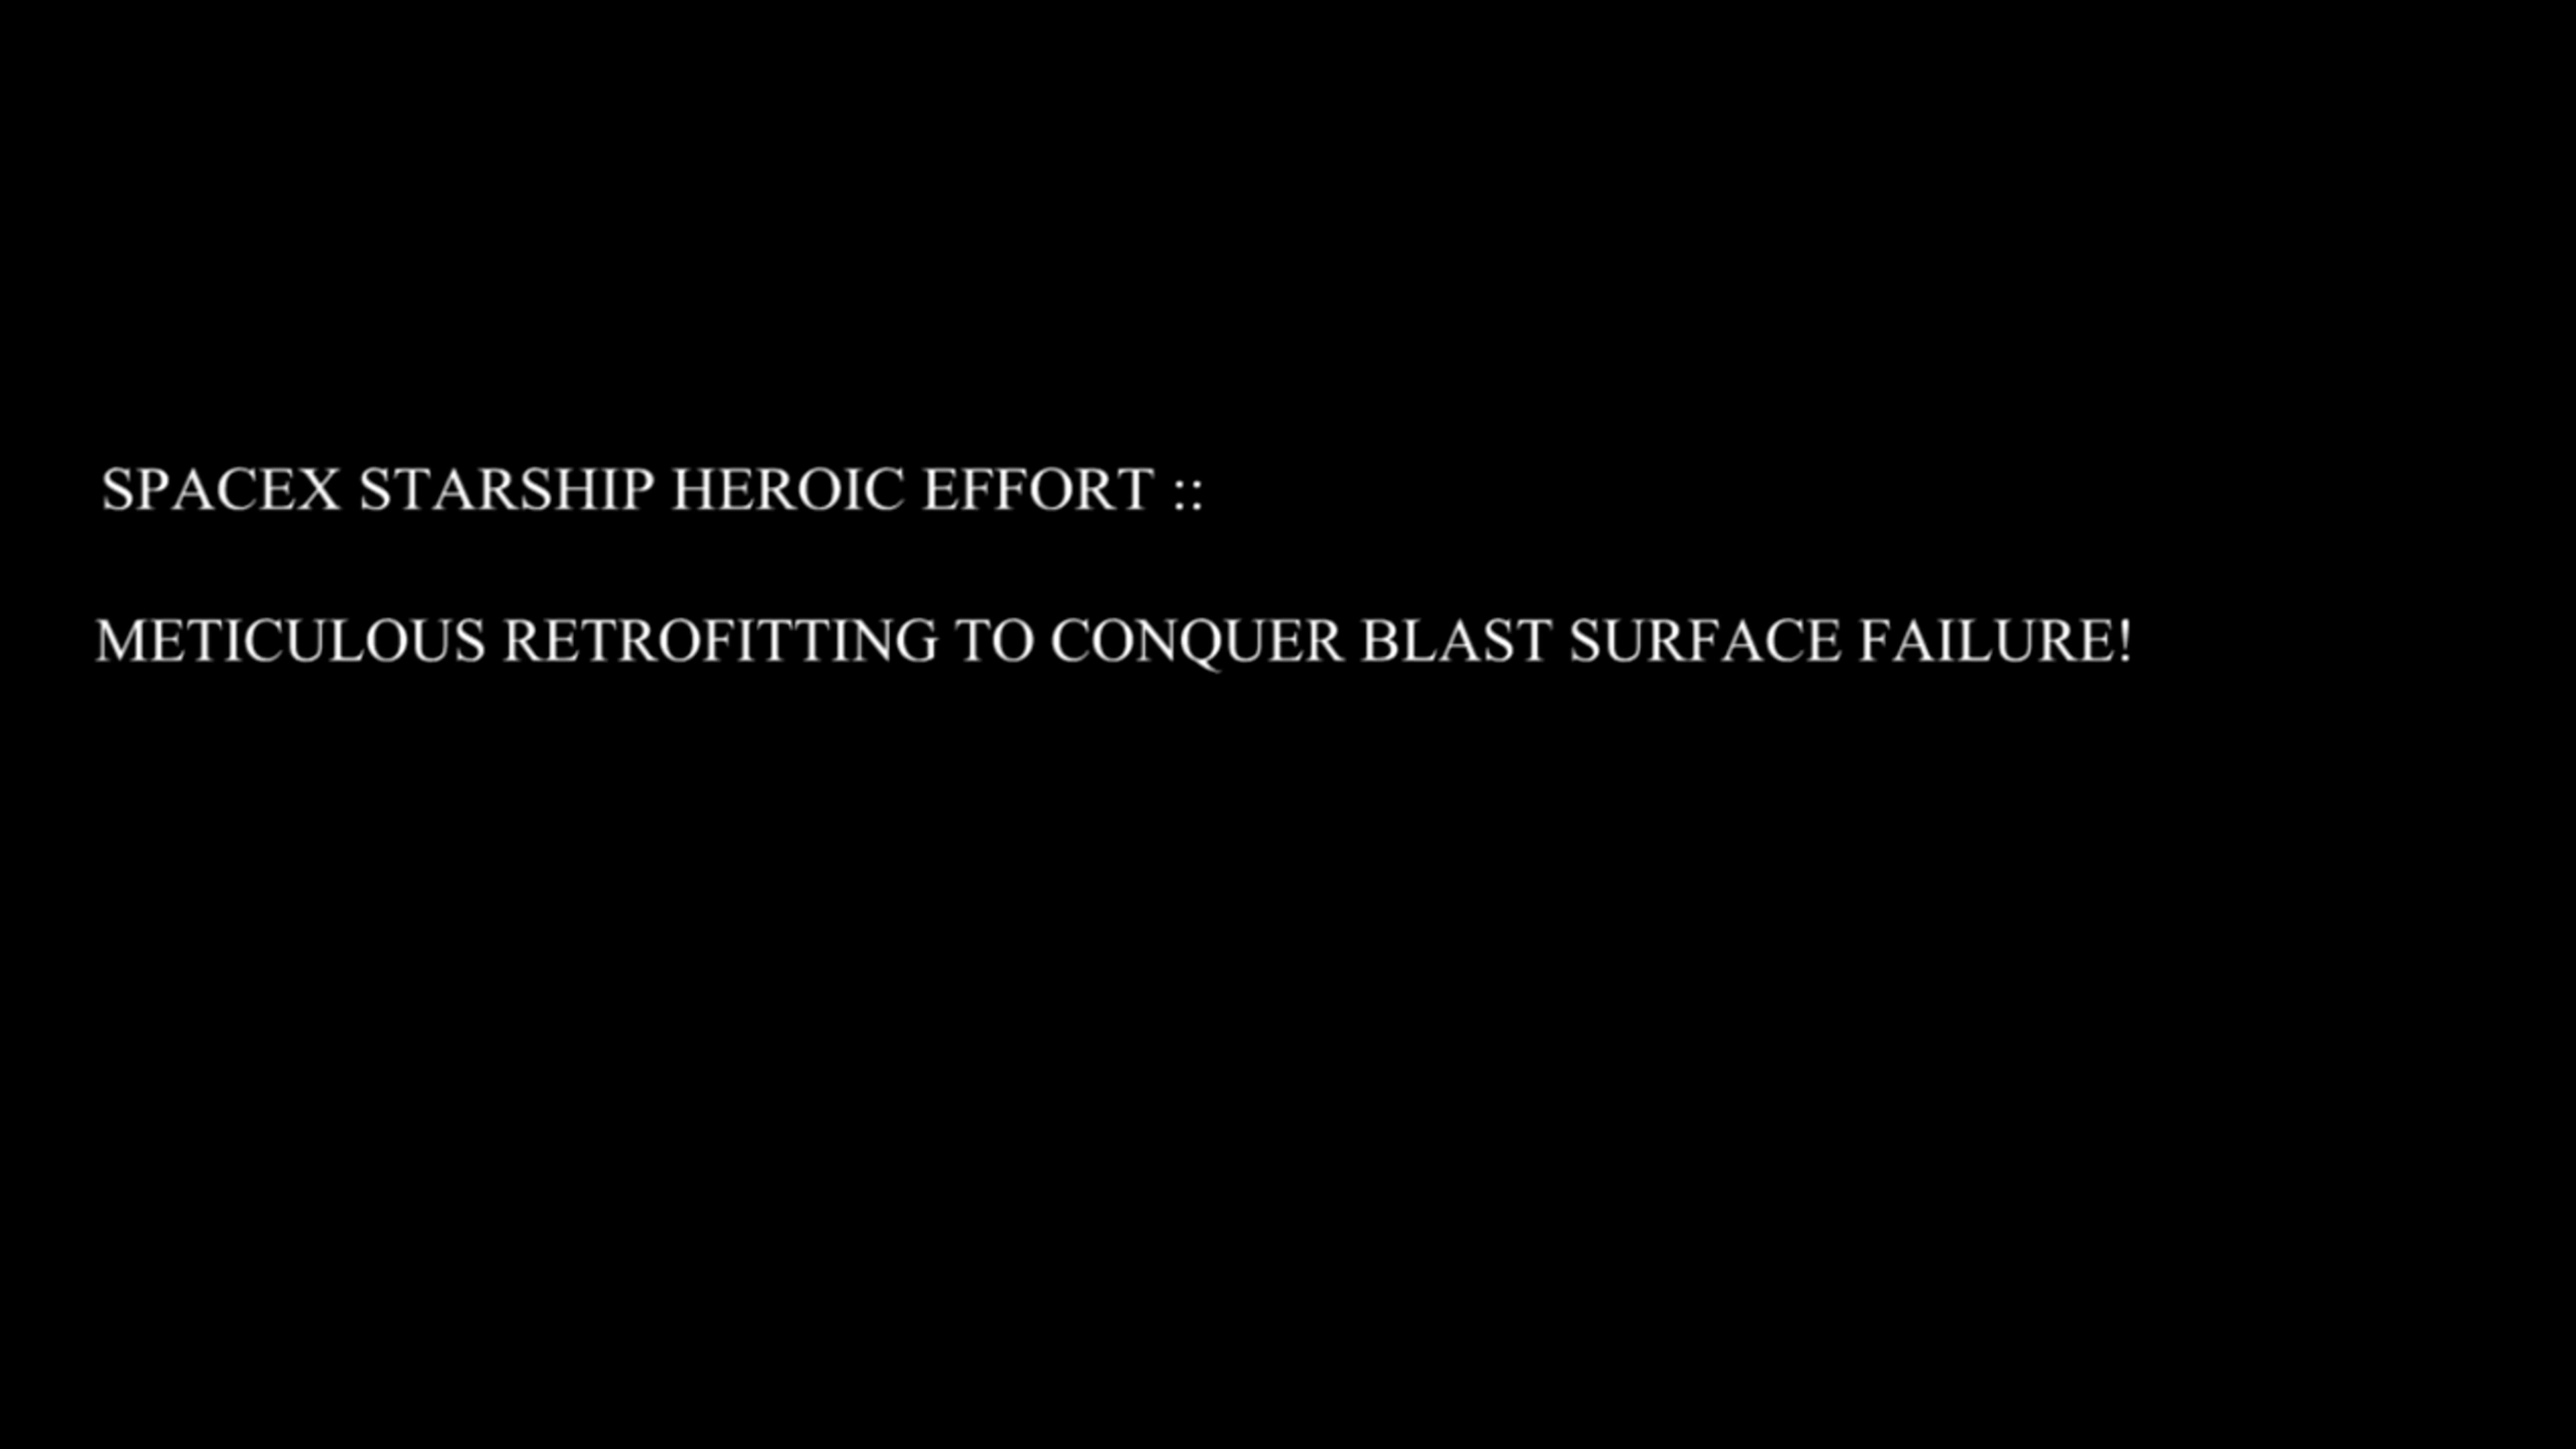 SPACEX STARSHIP HEROIC EFFORT ::
METICULOUS RETROFITTING TO CONQUER BLAST SURFACE FAILURE!